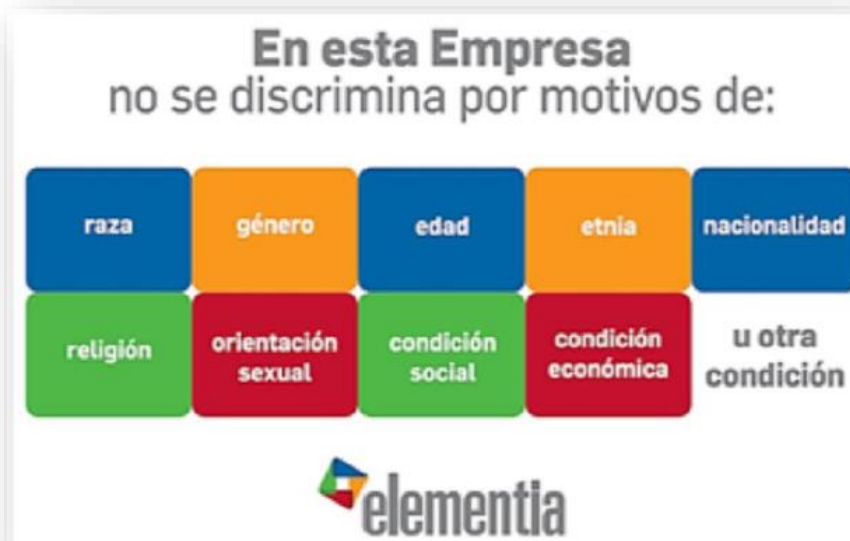 En esta Empresa
no se discrimina por motivos de:
raza
género
edad
etnia
nacionalidad
religión
orientación
sexual
condición
social
condición
económica
u otra
condición
elementia